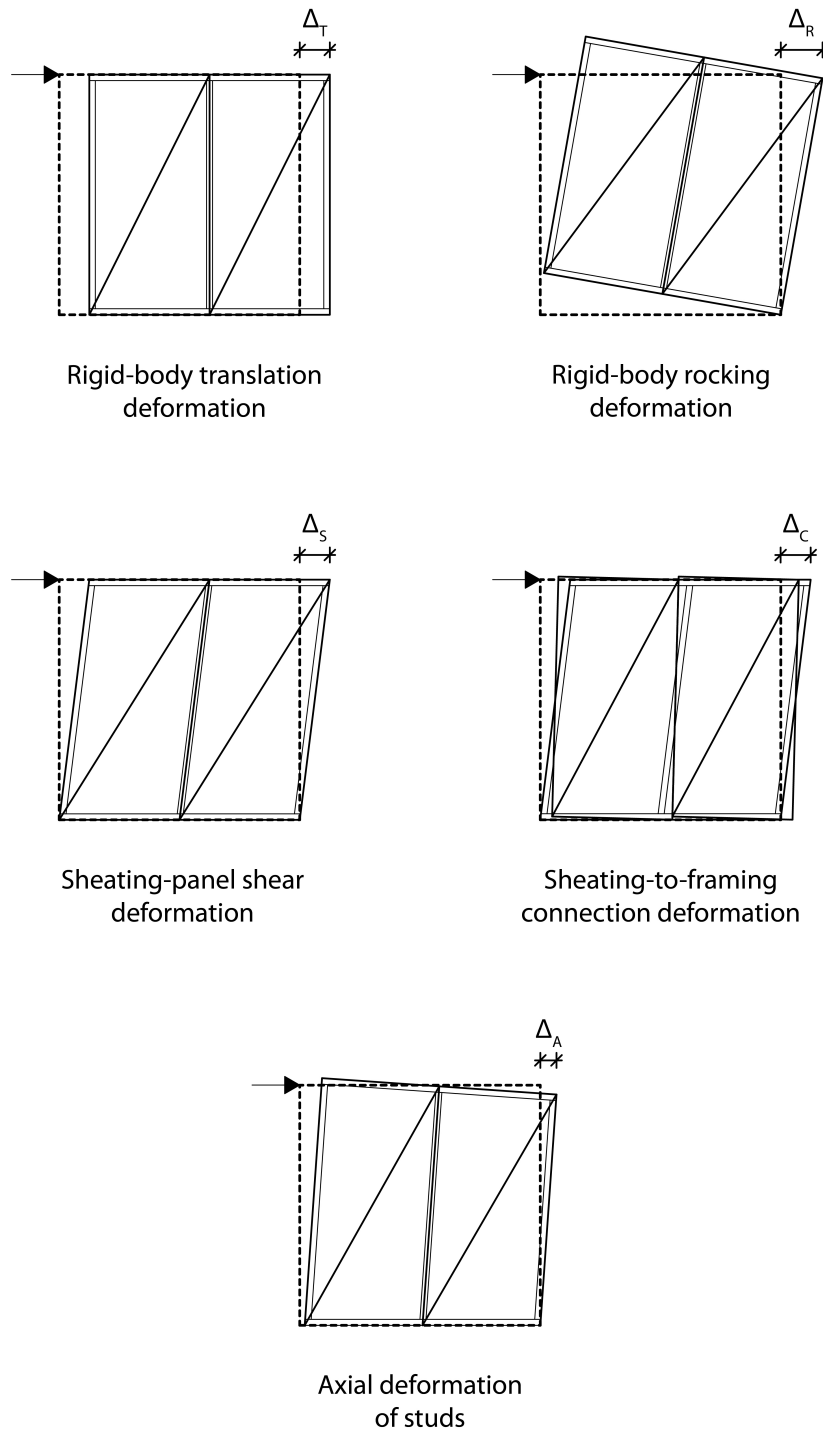 Δ_T
Δ_R
Rigid-body translation
deformation
Rigid-body rocking
deformation
Δ_S
Δ_C
Sheating-panel shear
deformation
Sheating-to-framing
connection deformation
Δ_A
Axial deformation
of studs